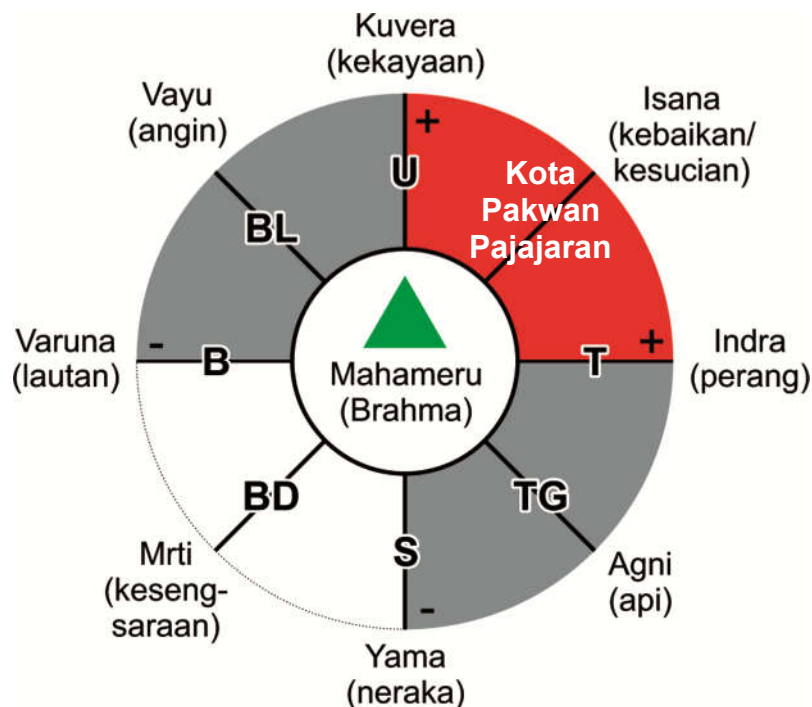 Kuvera
(kekayaan)
Vayu
(angin)
Isana
(kebaikan/
kesucian)
+
U
Kota
Pakwan
Pajajaran
BL
Varuna
(lautan)
-
B
Mahameru
(Brahma)
T
+
Indra
(perang)
BD
S
TG
Mrti
(keseng-
saraan)
-
Agni
(api)
Yama
(neraka)